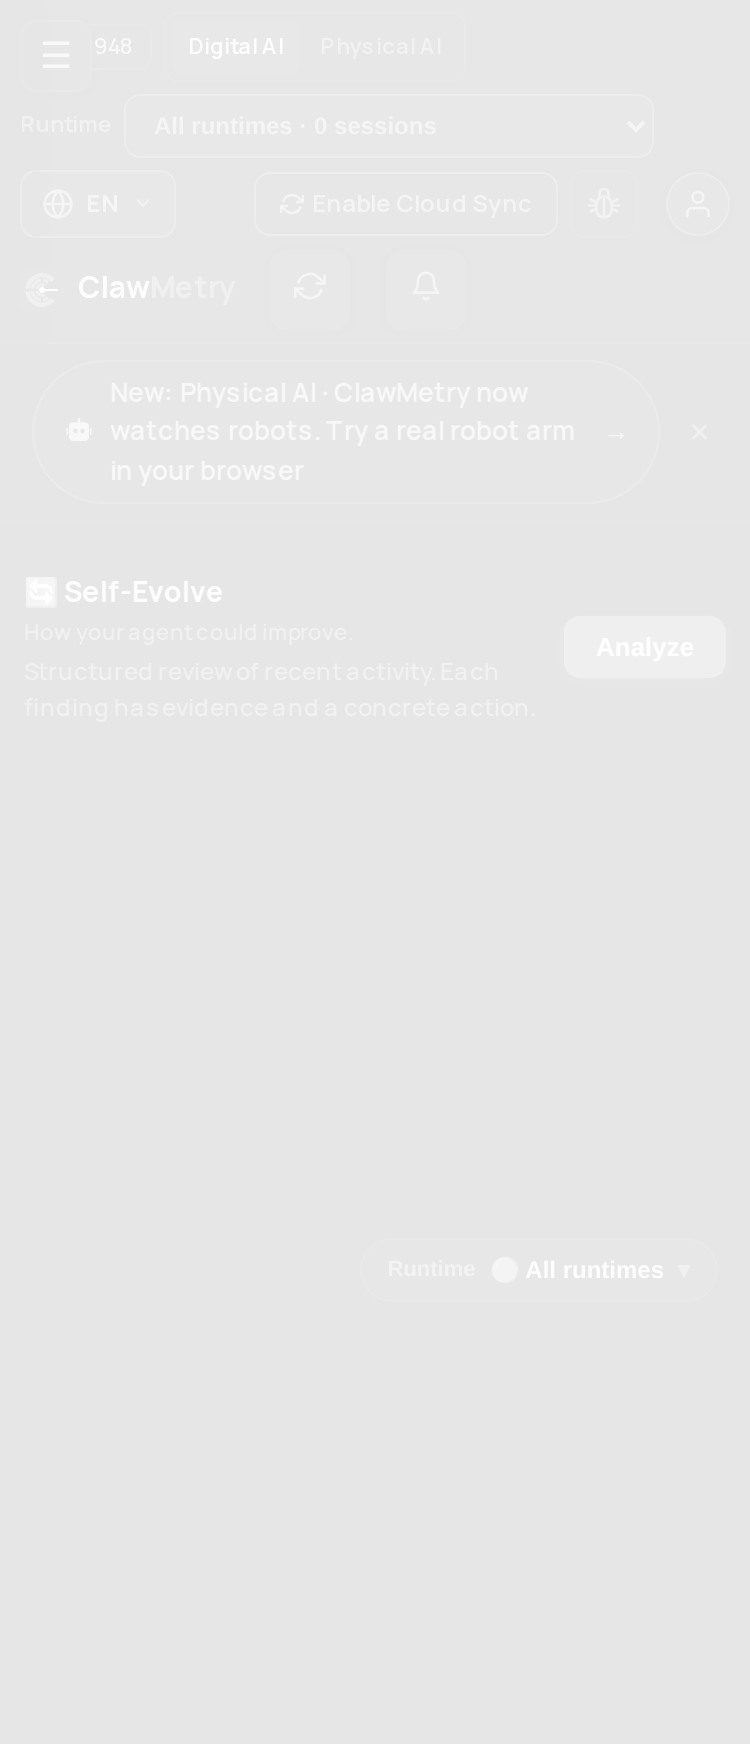 948
Digital AI
Physical AI
Runtime
All runtimes · 0 sessions
EN
Enable Cloud Sync
ClawMetry
New: Physical AI · ClawMetry now
watches robots. Try a real robot arm →
in your browser
Self-Evolve
How your agent could improve.
Structured review of recent activity. Each
finding has evidence and a concrete action.
Analyze
Runtime All runtimes ▾